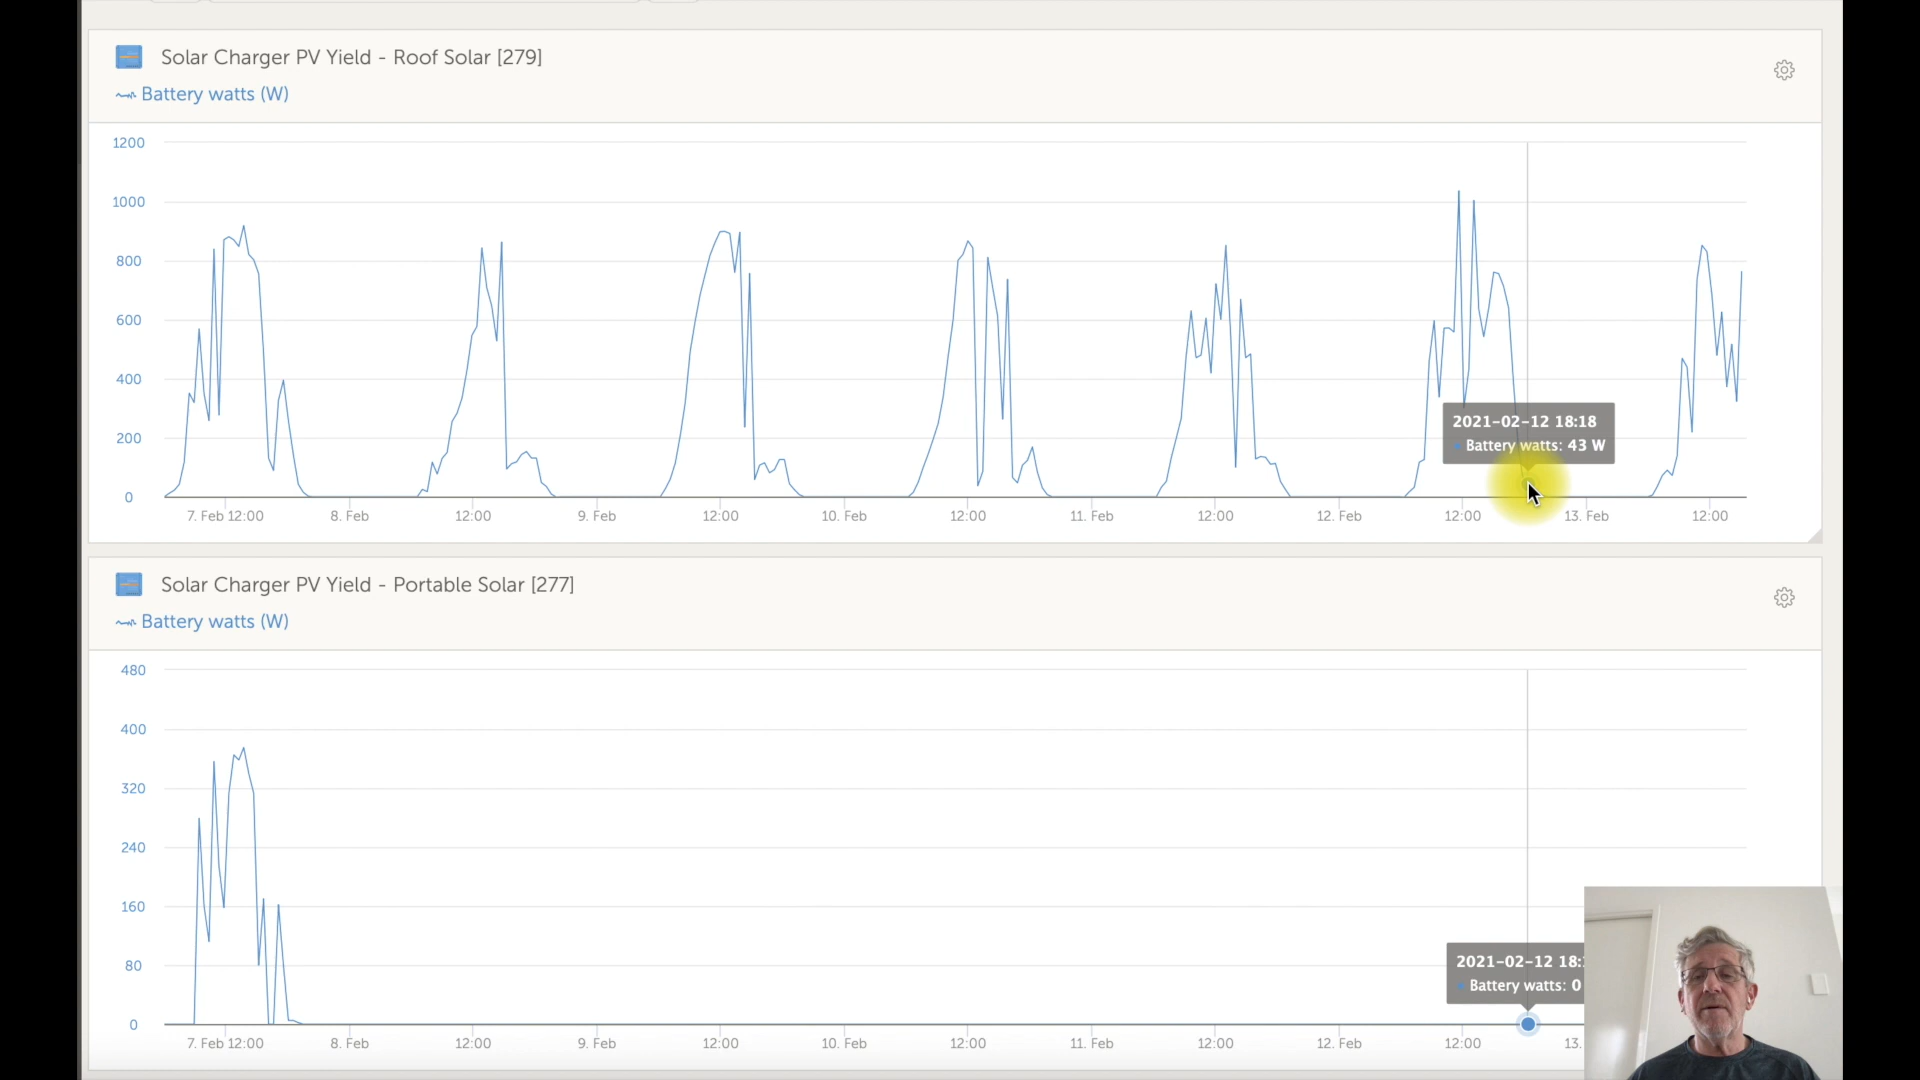 Solar Charger PV Yield - Roof Solar [279]
Battery watts (W)
1200
1000
800
600
400
200
0
2021-02-12 18:18
Battery watts: 43 W
7. Feb 12:00 8. Feb 12:00 9. Feb 12:00 10. Feb 12:00 11. Feb 12:00 12. Feb 12:00 13. Feb 12:00
Solar Charger PV Yield - Portable Solar [277]
Battery watts (W)
480
400
320
240
160
80
0
2021-02-12 18:
Battery watts: 0
7. Feb 12:00 8. Feb 12:00 9. Feb 12:00 10. Feb 12:00 11. Feb 12:00 12. Feb 12:00 13.